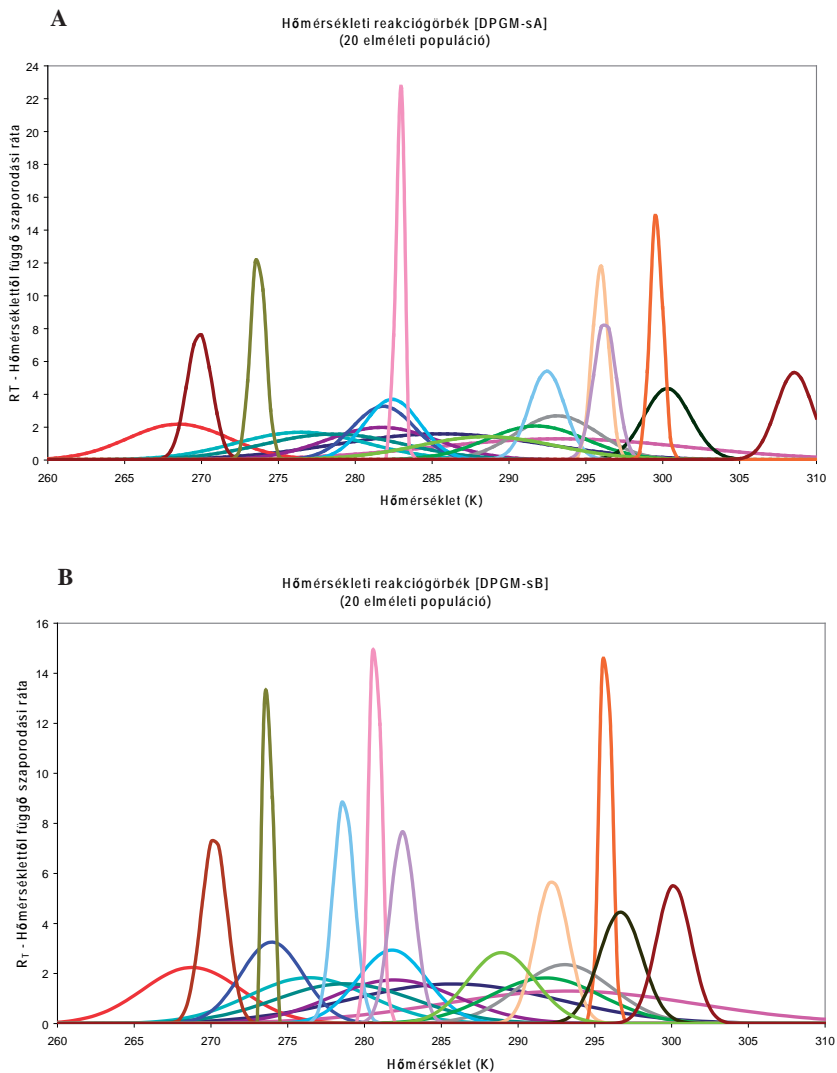 A
Hőmérsékleti reakciógörbék [DPGM-sA]
(20 elméleti populáció)
RT - Hőmérséklettől függő szaporodási ráta
24
22
20
18
16
14
12
10
8
6
4
2
0
260 265 270 275 280 285 290 295 300 305 310
Hőmérséklet (K)
B
Hőmérsékleti reakciógörbék [DPGM-sB]
(20 elméleti populáció)
RT - Hőmérséklettől függő szaporodási ráta
16
14
12
10
8
6
4
2
0
260 265 270 275 280 285 290 295 300 305 310
Hőmérséklet (K)